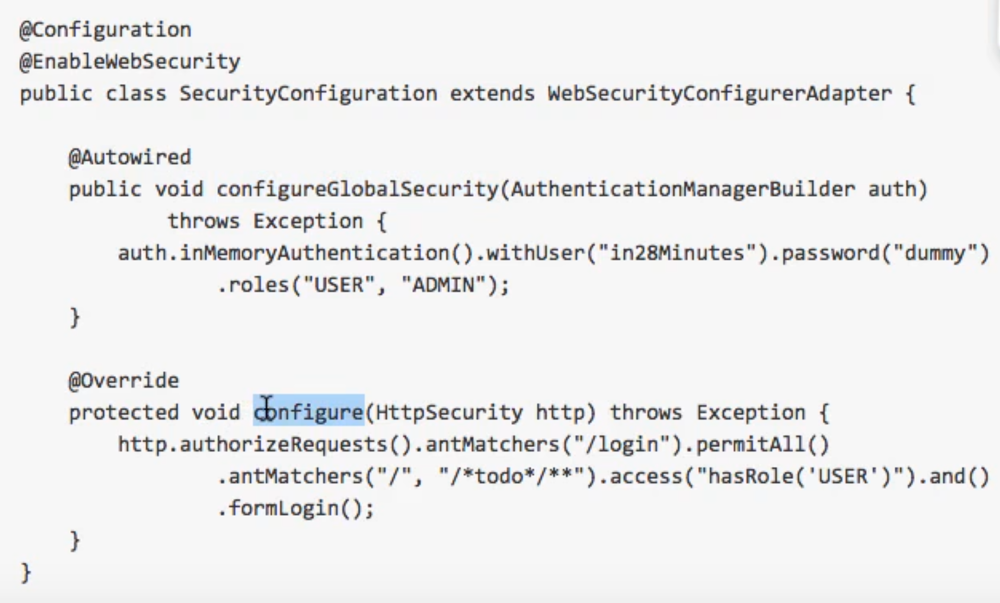 @Configuration
@EnableWebSecurity
public class SecurityConfiguration extends WebSecurityConfigurerAdapter {
@Autowired
public void configureGlobalSecurity(AuthenticationManagerBuilder auth)
throws Exception {
auth.inMemoryAuthentication().withUser("in28Minutes").password("dummy")
.roles("USER", "ADMIN");
}
@Override
protected void configure(HttpSecurity http) throws Exception {
http.authorizeRequests().antMatchers("/login").permitAll()
.antMatchers("/", "/*todo*/**").access("hasRole('USER')").and()
.formLogin();
}
}